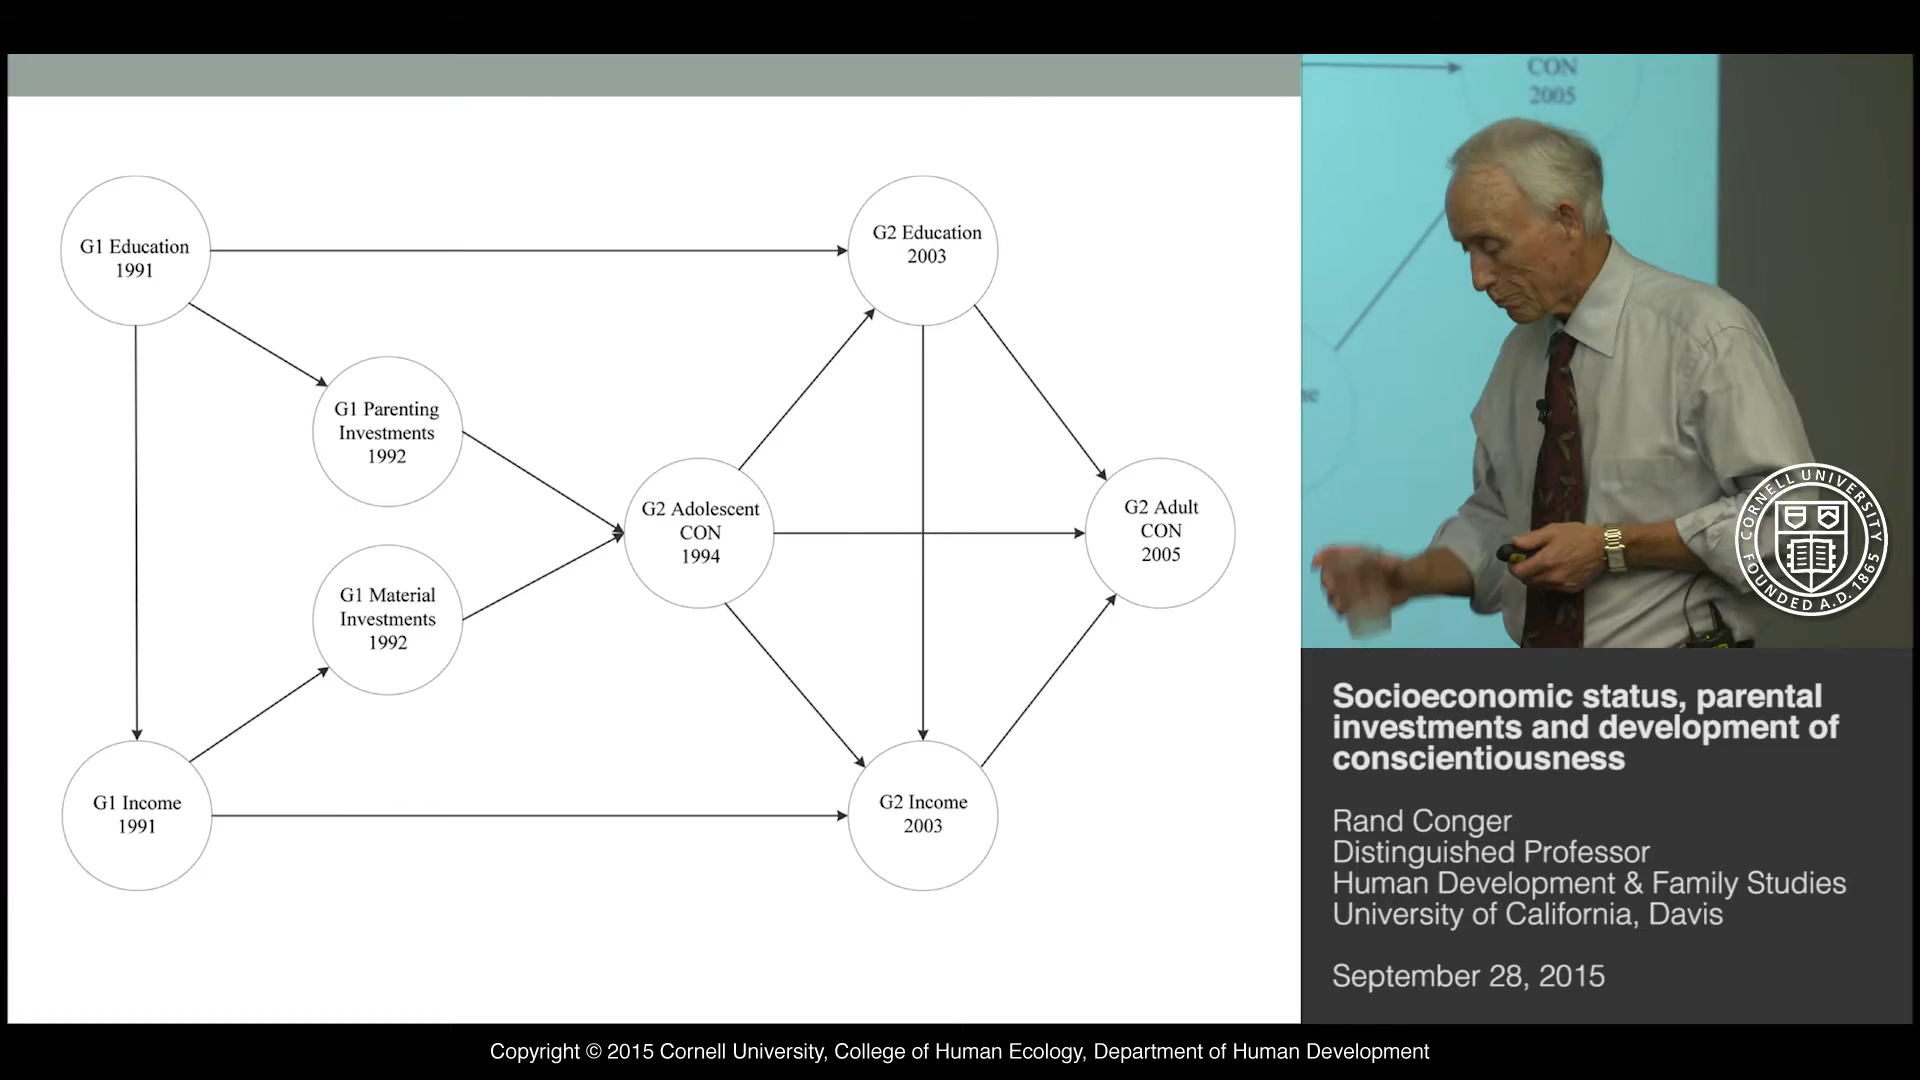 G1 Education
1991
G2 Education
2003
G1 Parenting
Investments
1992
G2 Adolescent
CON
1994
G2 Adult
CON
2005
G1 Material
Investments
1992
G1 Income
1991
G2 Income
2003
CON
2005
CORNELL UNIVERSITY
FOUNDED A.D. 1865
Socioeconomic status, parental
investments and development of
conscientiousness
Rand Conger
Distinguished Professor
Human Development & Family Studies
University of California, Davis
September 28, 2015
Copyright © 2015 Cornell University, College of Human Ecology, Department of Human Development